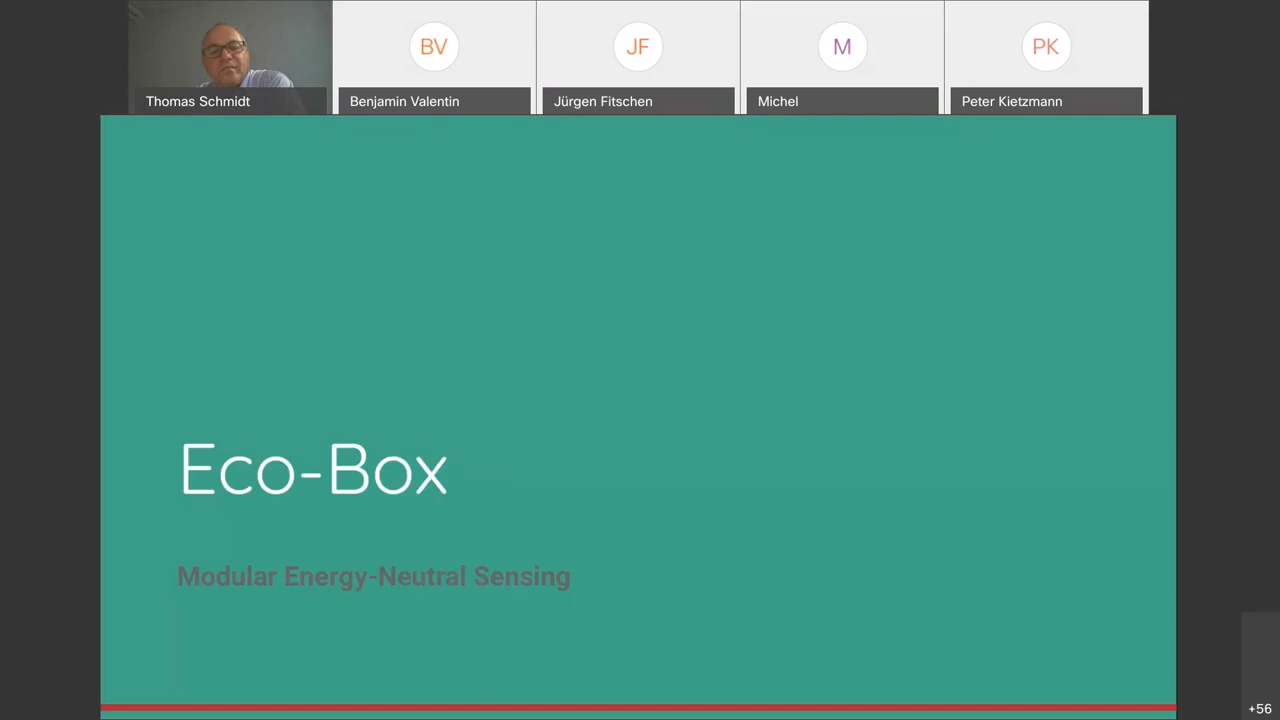 BV
JF
M
PK
Thomas Schmidt
Benjamin Valentin
Jürgen Fitschen
Michel
Peter Kietzmann
Eco-Box
Modular Energy-Neutral Sensing
+56